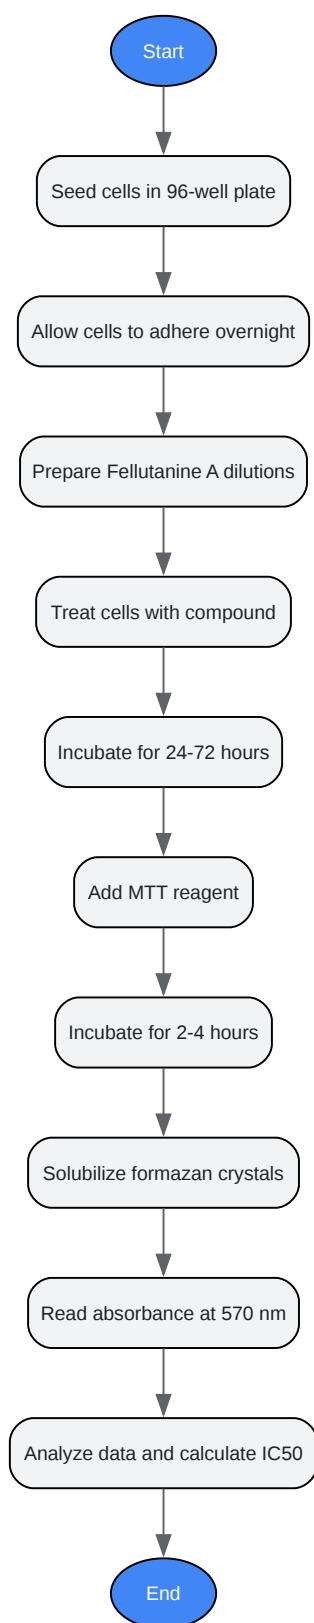 Start
Seed cells in 96-well plate
Allow cells to adhere overnight
Prepare Fellutanine A dilutions
Treat cells with compound
Incubate for 24-72 hours
Add MTT reagent
Incubate for 2-4 hours
Solubilize formazan crystals
Read absorbance at 570 nm
Analyze data and calculate IC50
End